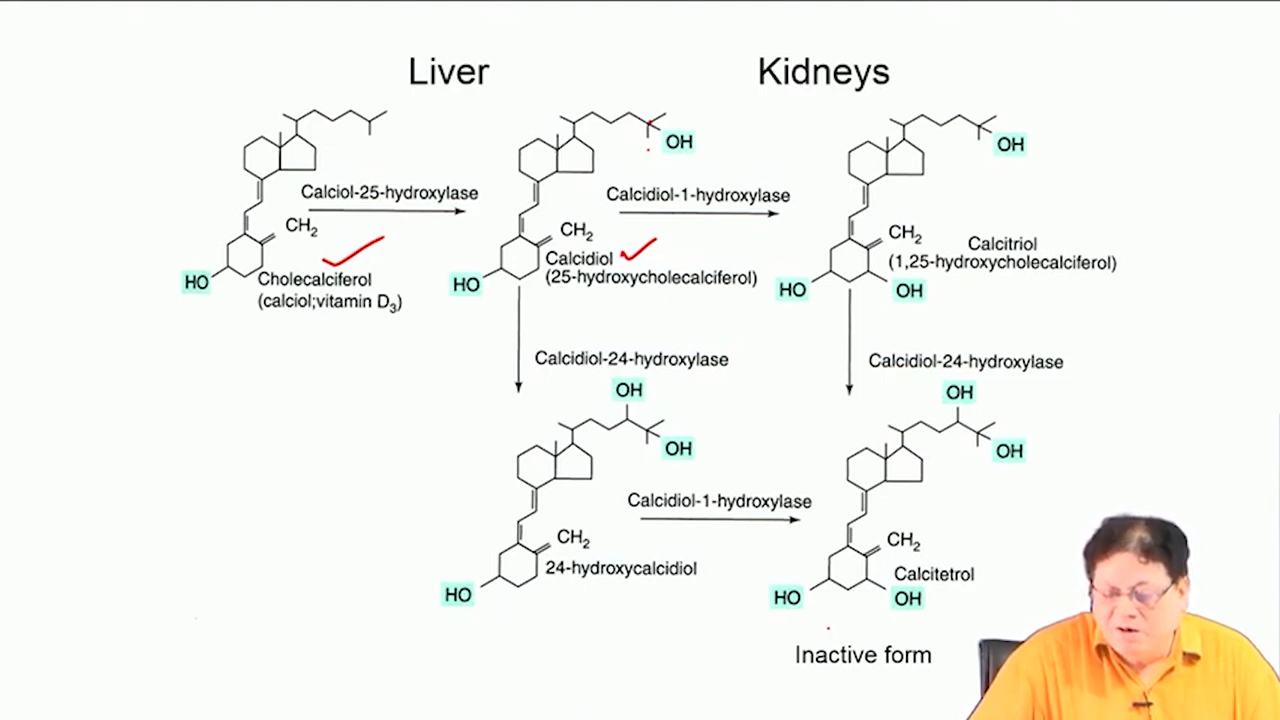 Liver
Kidneys
OH
OH
Calciol-25-hydroxylase
Calcidiol-1-hydroxylase
CH2
CH2
CH2
HO
Cholecalciferol
(calciol;vitamin D3)
HO
Calcidiol
(25-hydroxycholecalciferol)
HO
OH
Calcitriol
(1,25-hydroxycholecalciferol)
Calcidiol-24-hydroxylase
Calcidiol-24-hydroxylase
OH
OH
OH
OH
Calcidiol-1-hydroxylase
CH2
CH2
24-hydroxycalcidiol
Calcitetrol
HO
HO
OH
Inactive form